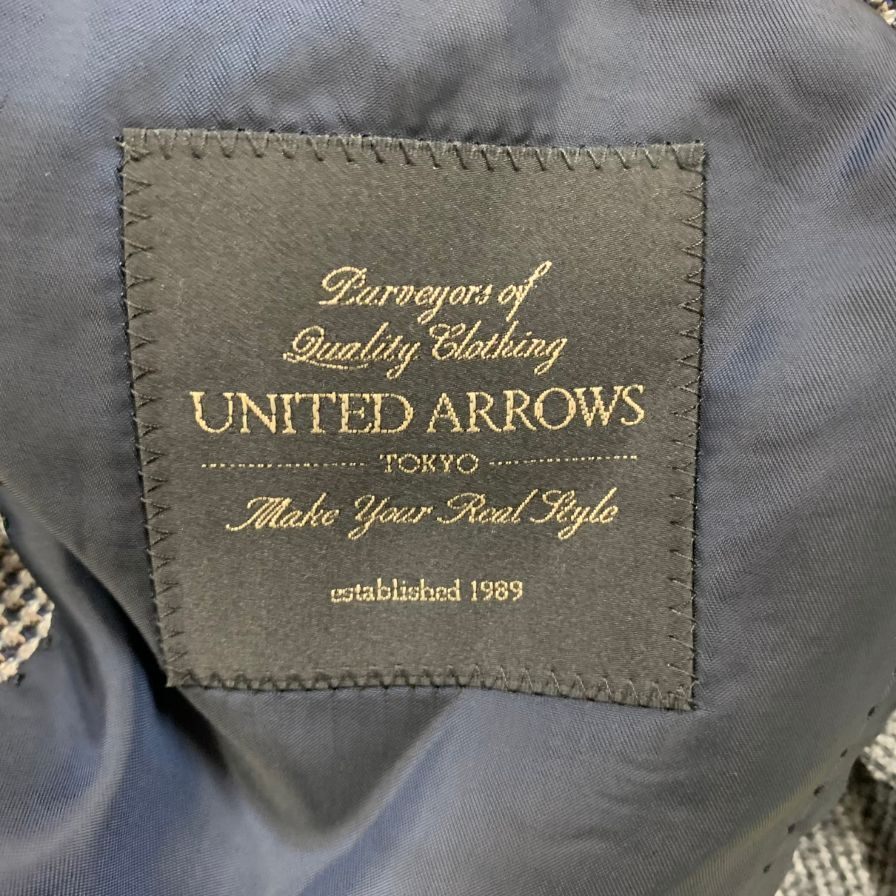 Purveyors of
Quality Clothing
UNITED ARROWS
TOKYO
Make Your Real Style
established 1989